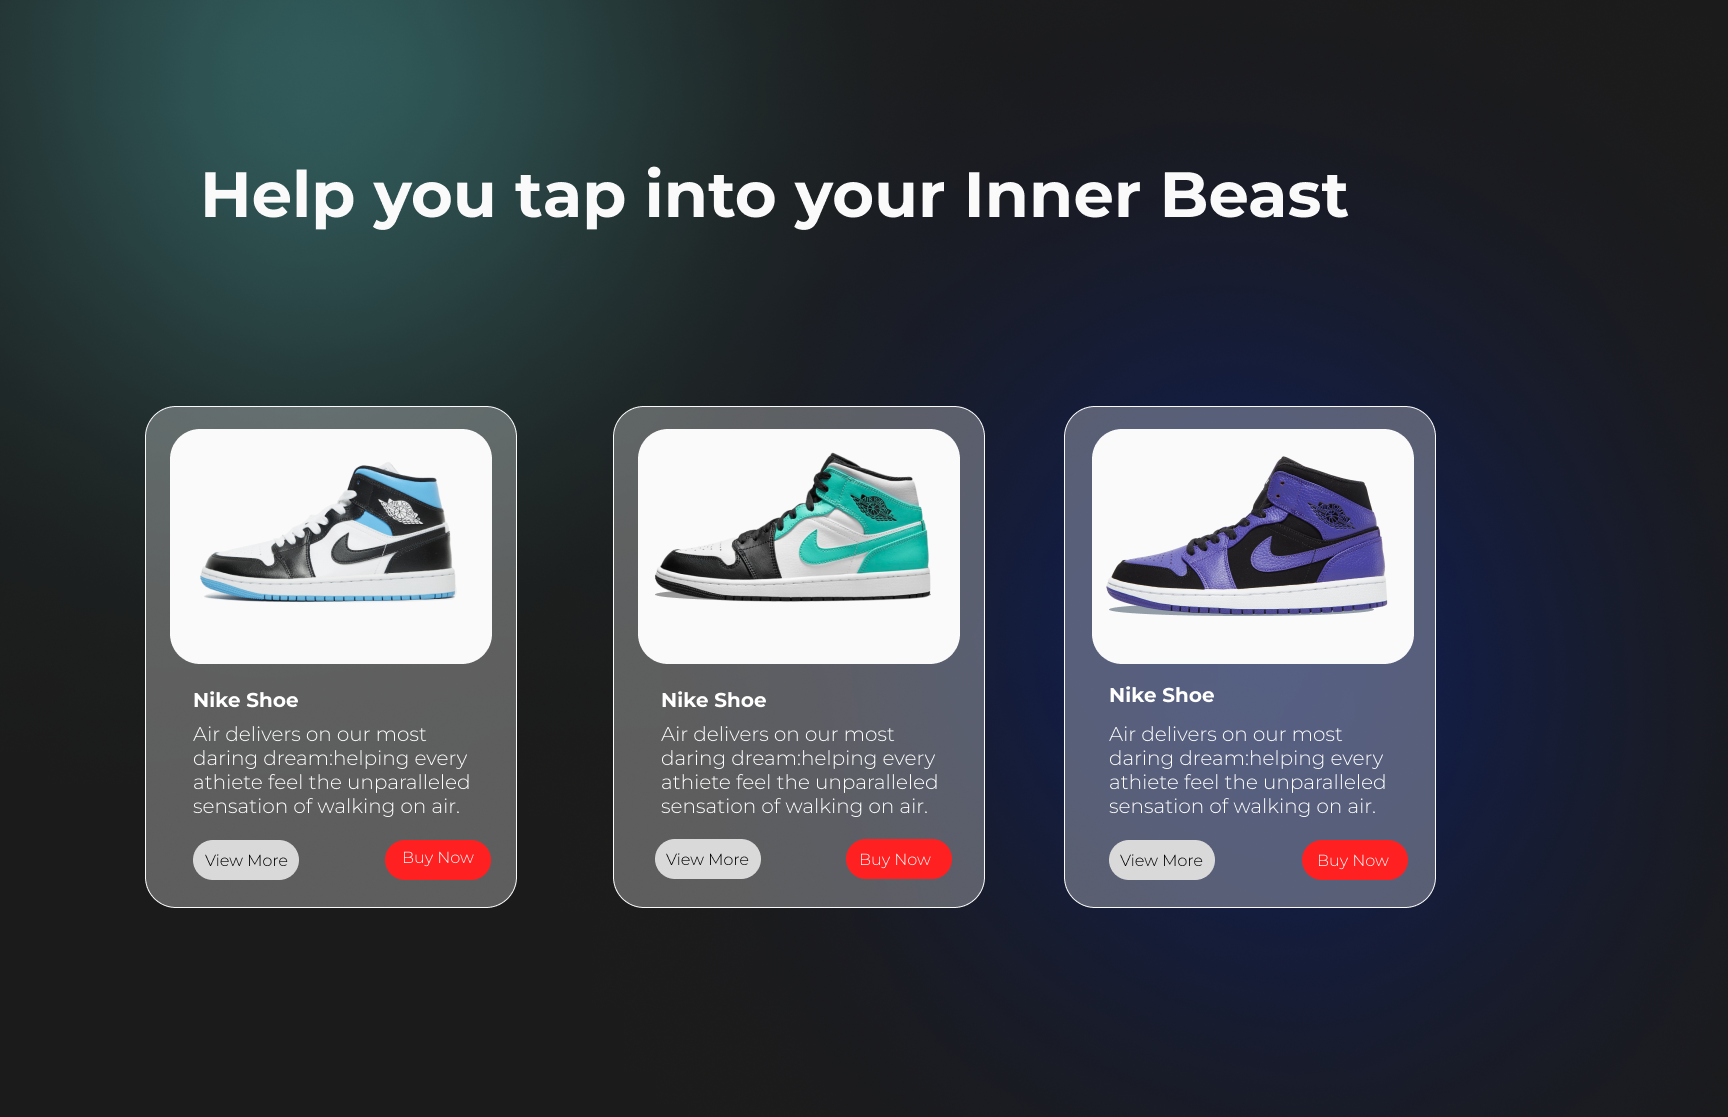 Help you tap into your Inner Beast
Nike Shoe
Air delivers on our most
daring dream:helping every
athiete feel the unparalleled
sensation of walking on air.
View More
Buy Now
Nike Shoe
Air delivers on our most
daring dream:helping every
athiete feel the unparalleled
sensation of walking on air.
View More
Buy Now
Nike Shoe
Air delivers on our most
daring dream:helping every
athiete feel the unparalleled
sensation of walking on air.
View More
Buy Now